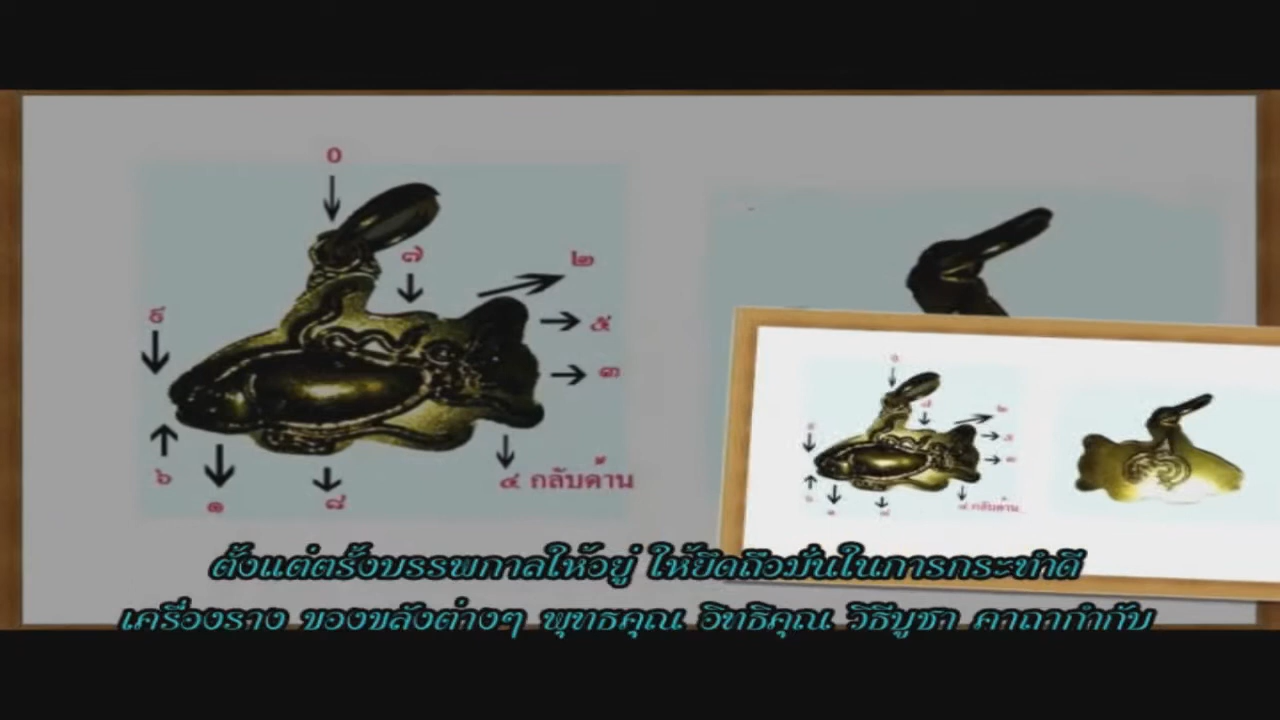 ๐
๗
๒
๕
๓
๖
๑
๘
๔ กลับด้าน
ตั้งแต่ตรั้งบรรพกาลให้อยู่ ให้ยึดถือมั่นในการกระทำดี
เครื่องราง ของขลังต่างๆ พุทธคุณ อิทธิคุณ วิธีบูชา คาถากำกับ